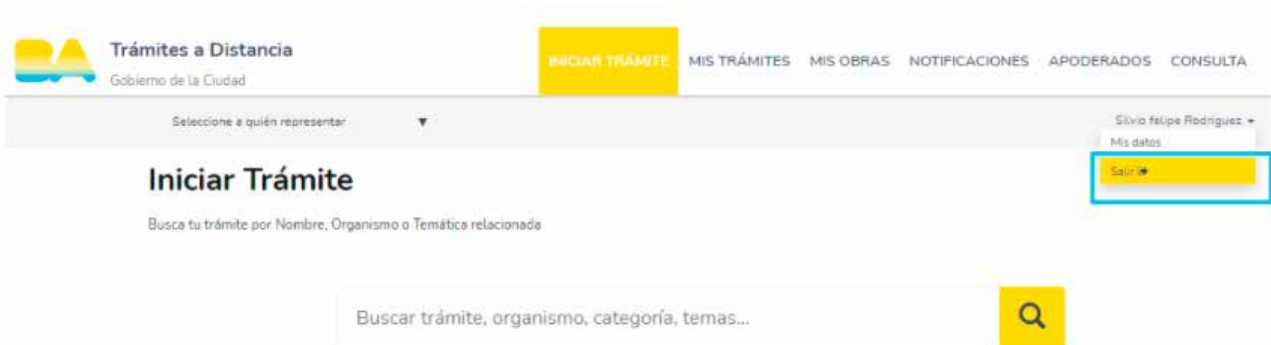 BA
Trámites a Distancia
Gobierno de la Ciudad
INICIAR TRÁMITE MIS TRÁMITES MIS OBRAS NOTIFICACIONES APODERADOS CONSULTA
Seleccione a quién representar
Silvio felipe Rodriguez
Mis datos
Salir
Iniciar Trámite
Busca tu trámite por Nombre, Organismo o Temática relacionada
Buscar trámite, organismo, categoría, temas...